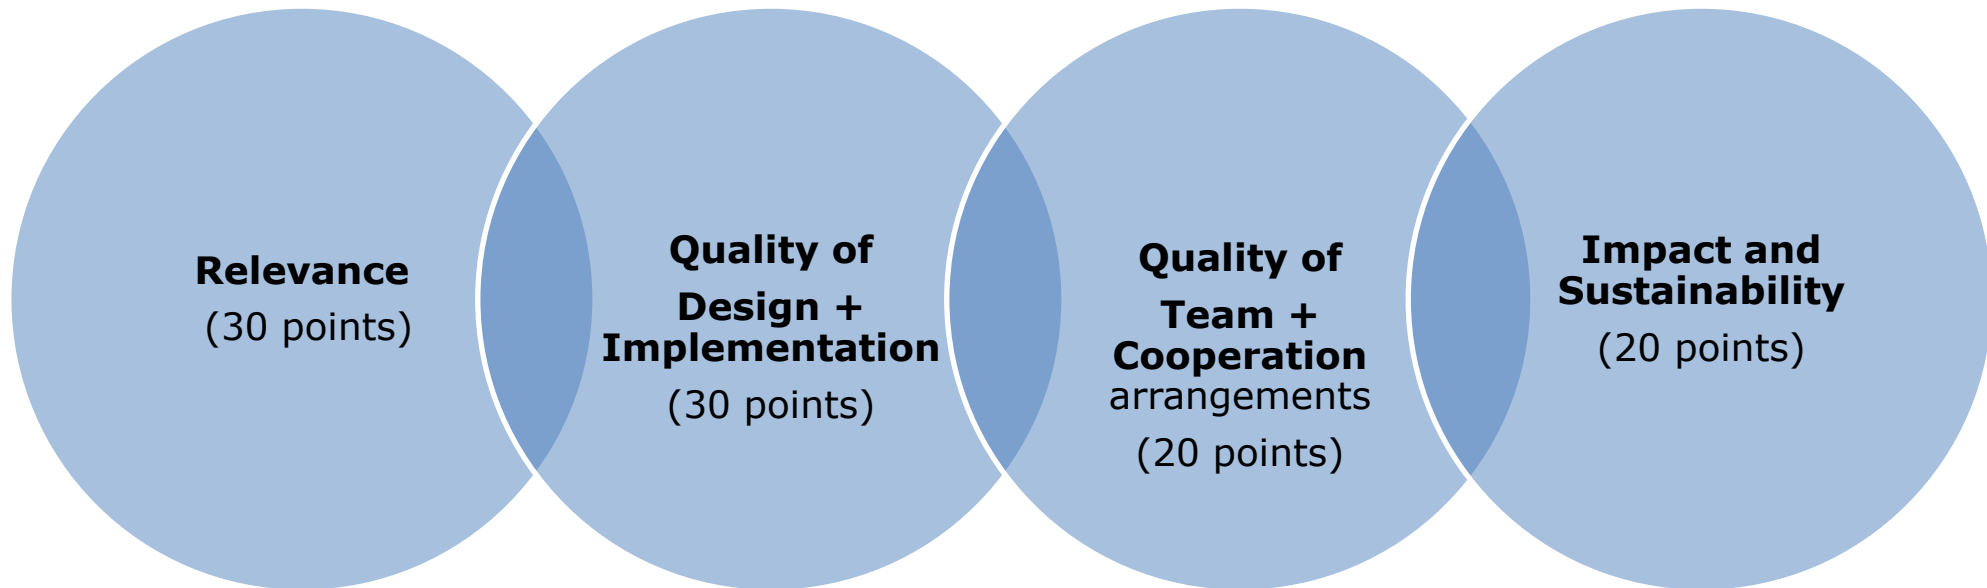 Relevance
(30 points)
Quality of
Design +
Implementation
(30 points)
Quality of
Team +
Cooperation
arrangements
(20 points)
Impact and
Sustainability
(20 points)